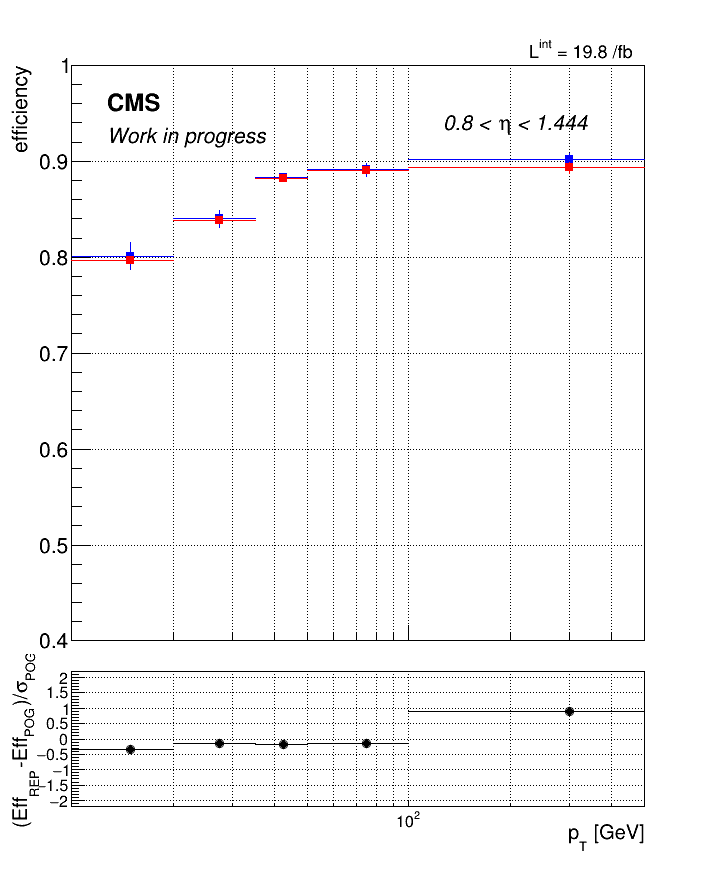 L^int = 19.8 /fb
efficiency
1
CMS
Work in progress
0.8 < η < 1.444
0.9
0.8
0.7
0.6
0.5
0.4
(Eff_REP -Eff_POG )/σ_POG
2
1.5
1
0.5
0
−0.5
−1
−1.5
−2
10^2
p_T [GeV]